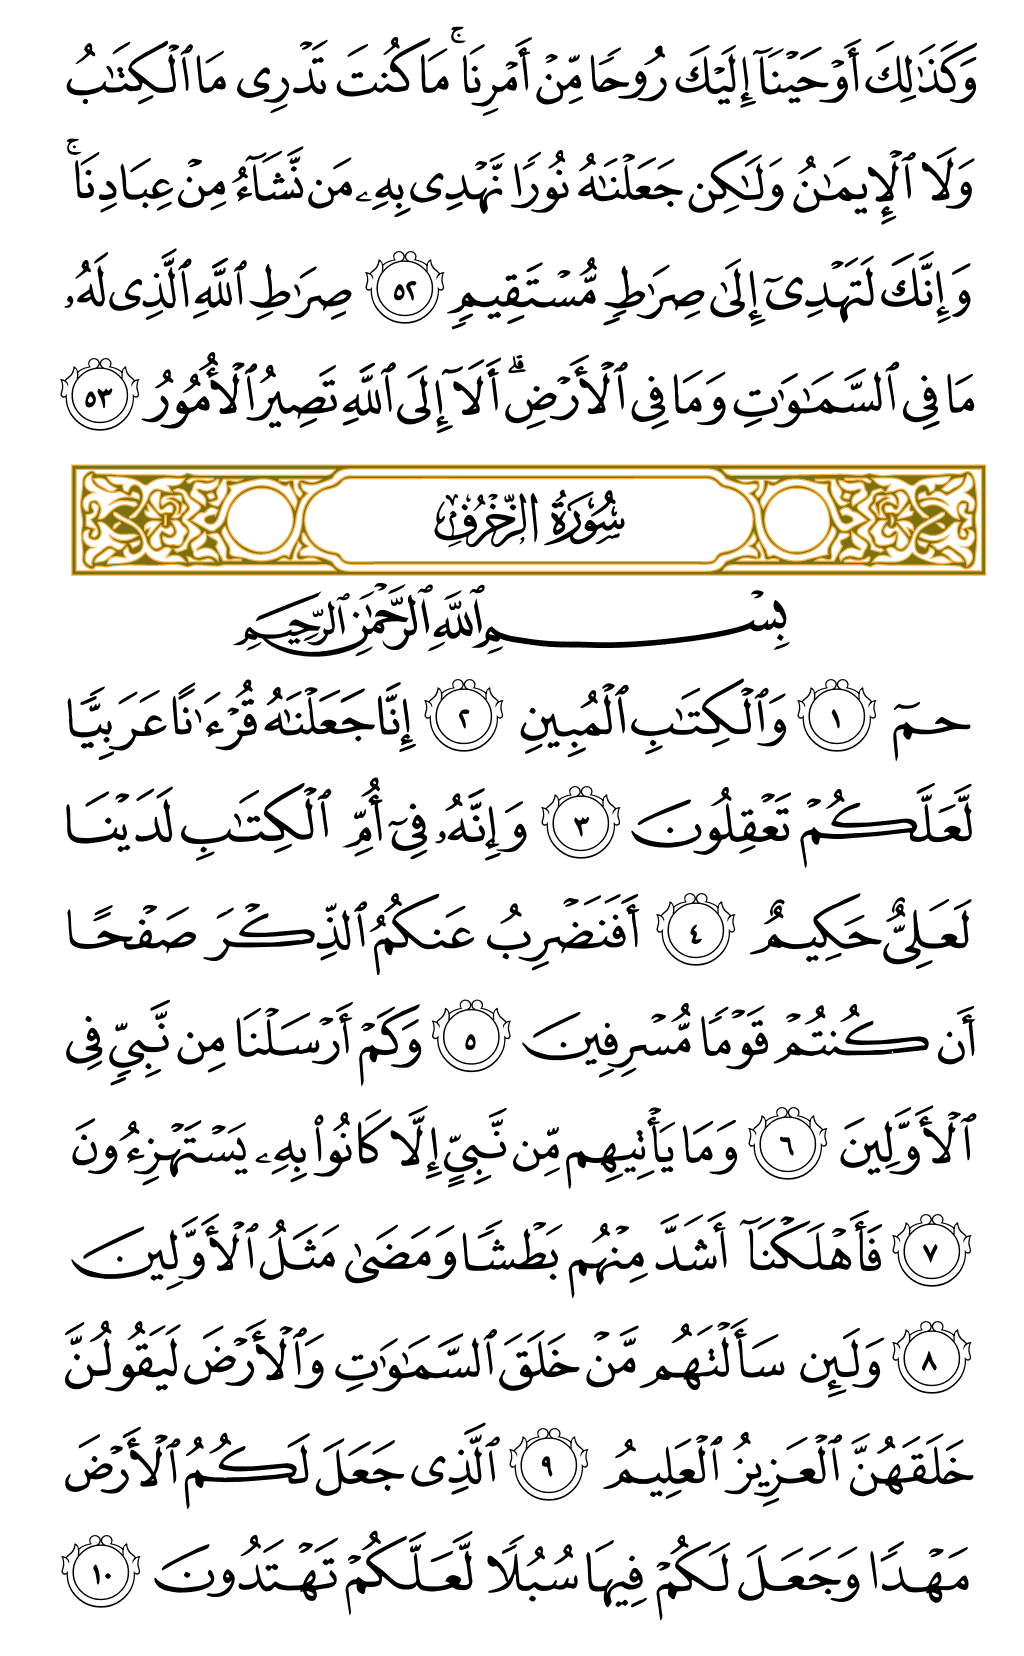 وَكَذَٰلِكَ أَوۡحَيۡنَآ إِلَيۡكَ رُوحٗا مِّنۡ أَمۡرِنَاۚ مَا كُنتَ تَدۡرِي مَا ٱلۡكِتَٰبُ
وَلَا ٱلۡإِيمَٰنُ وَلَٰكِن جَعَلۡنَٰهُ نُورٗا نَّهۡدِي بِهِۦ مَن نَّشَآءُ مِنۡ عِبَادِنَاۚ
وَإِنَّكَ لَتَهۡدِيٓ إِلَىٰ صِرَٰطٖ مُّسۡتَقِيمٖ ٥٢ صِرَٰطِ ٱللَّهِ ٱلَّذِي لَهُۥ
مَا فِي ٱلسَّمَٰوَٰتِ وَمَا فِي ٱلۡأَرۡضِۗ أَلَآ إِلَى ٱللَّهِ تَصِيرُ ٱلۡأُمُورُ ٥٣
سُورَةُ الزُّخۡرُفِ
بِسۡمِ ٱللَّهِ ٱلرَّحۡمَٰنِ ٱلرَّحِيمِ
حمٓ ١ وَٱلۡكِتَٰبِ ٱلۡمُبِينِ ٢ إِنَّا جَعَلۡنَٰهُ قُرۡءَٰنًا عَرَبِيّٗا
لَّعَلَّكُمۡ تَعۡقِلُونَ ٣ وَإِنَّهُۥ فِيٓ أُمِّ ٱلۡكِتَٰبِ لَدَيۡنَا
لَعَلِيٌّ حَكِيمٌ ٤ أَفَنَضۡرِبُ عَنكُمُ ٱلذِّكۡرَ صَفۡحًا
أَن كُنتُمۡ قَوۡمٗا مُّسۡرِفِينَ ٥ وَكَمۡ أَرۡسَلۡنَا مِن نَّبِيّٖ فِي
ٱلۡأَوَّلِينَ ٦ وَمَا يَأۡتِيهِم مِّن نَّبِيٍّ إِلَّا كَانُواْ بِهِۦ يَسۡتَهۡزِءُونَ
٧ فَأَهۡلَكۡنَآ أَشَدَّ مِنۡهُم بَطۡشٗا وَمَضَىٰ مَثَلُ ٱلۡأَوَّلِينَ
٨ وَلَئِن سَأَلۡتَهُم مَّنۡ خَلَقَ ٱلسَّمَٰوَٰتِ وَٱلۡأَرۡضَ لَيَقُولُنَّ
خَلَقَهُنَّ ٱلۡعَزِيزُ ٱلۡعَلِيمُ ٩ ٱلَّذِي جَعَلَ لَكُمُ ٱلۡأَرۡضَ
مَهۡدٗا وَجَعَلَ لَكُمۡ فِيهَا سُبُلٗا لَّعَلَّكُمۡ تَهۡتَدُونَ ١٠